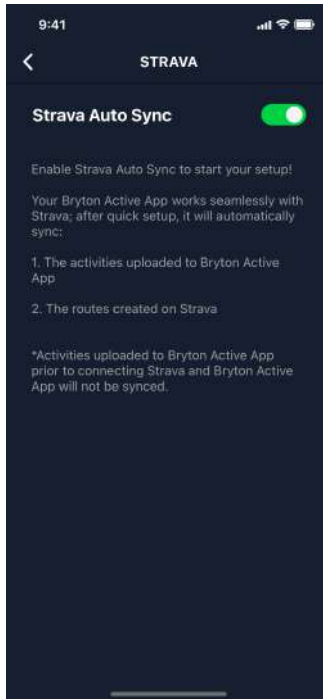 9:41
STRAVA
Strava Auto Sync
Enable Strava Auto Sync to start your setup!
Your Bryton Active App works seamlessly with
Strava; after quick setup, it will automatically
sync:
1. The activities uploaded to Bryton Active
App
2. The routes created on Strava
*Activities uploaded to Bryton Active App
prior to connecting Strava and Bryton Active
App will not be synced.